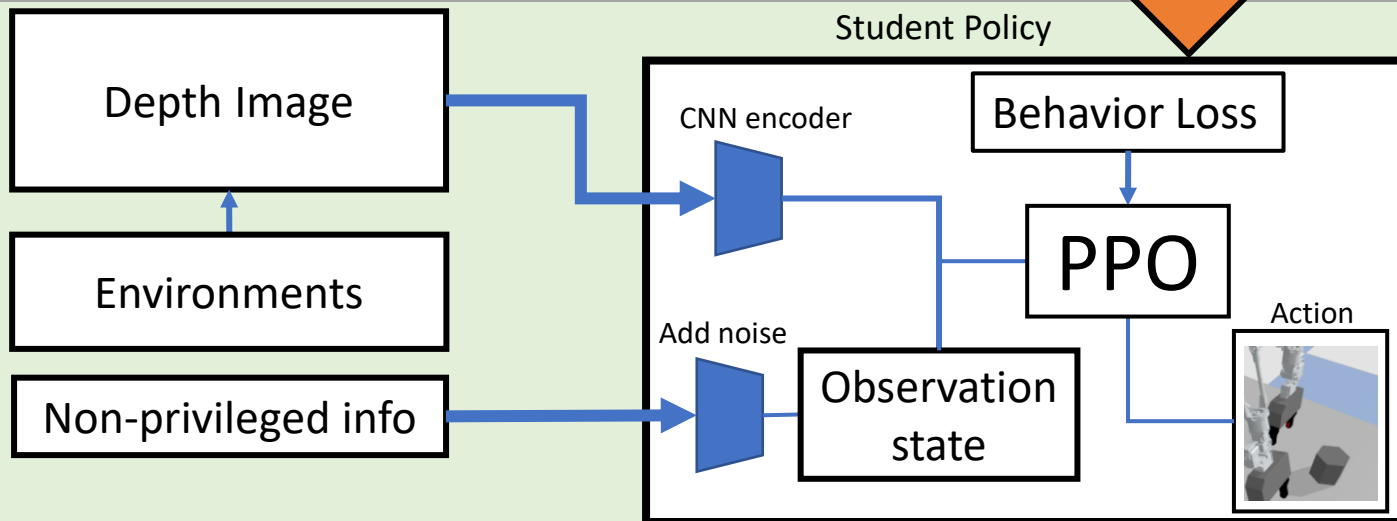 Student Policy
Depth Image
CNN encoder
Behavior Loss
Environments
PPO
Add noise
Action
Non-privileged info
Observation
state